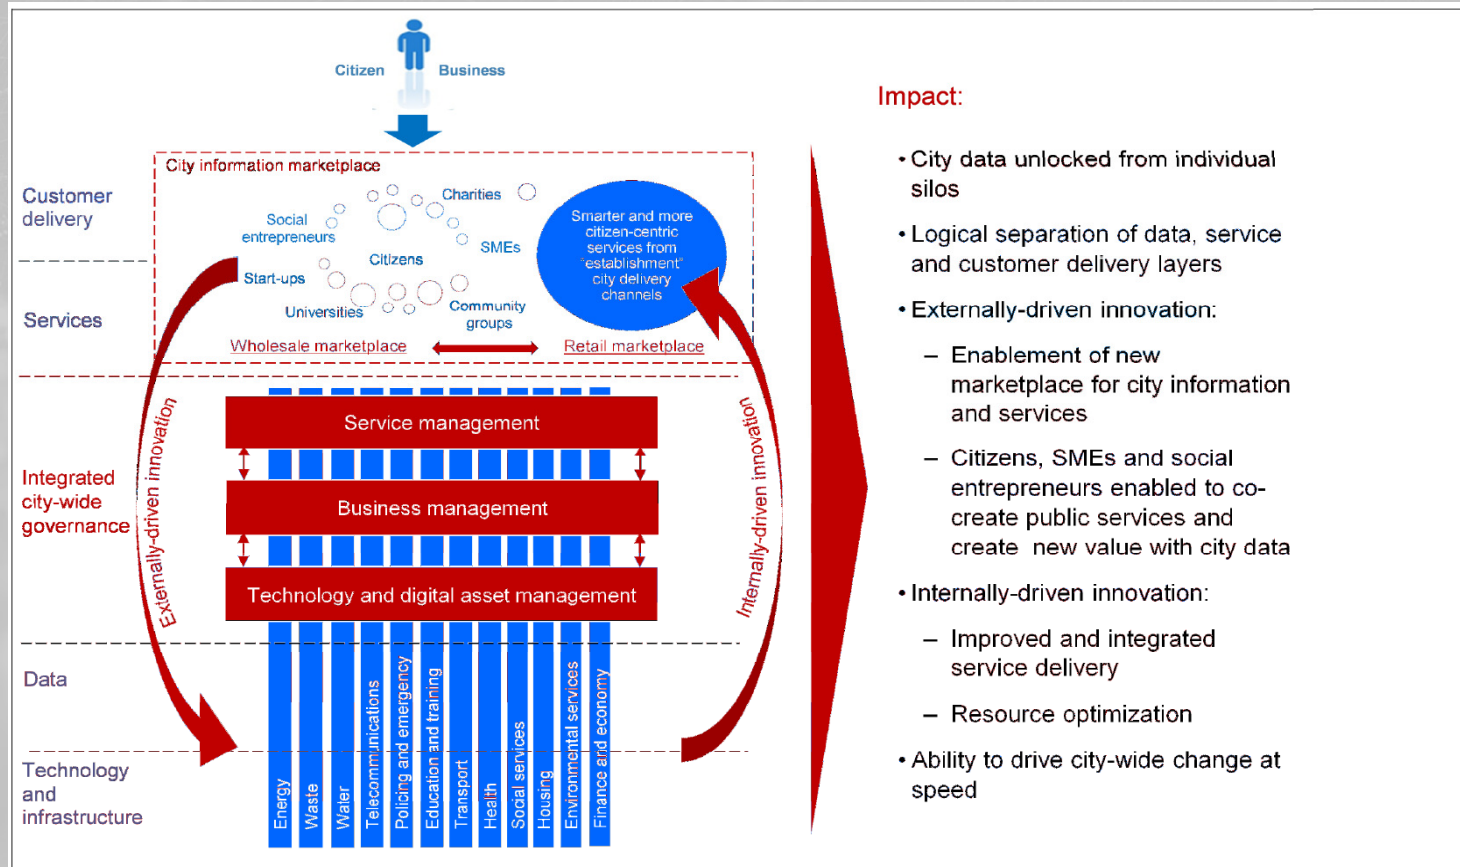 Citizen
Business
City information marketplace
Customer
delivery
Services
Charities
Social
entrepreneurs
SMEs
Citizens
Start-ups
Universities
Community
groups
Smarter and more
citizen-centric
services from
"establishment"
city delivery
channels
Wholesale marketplace
Retail marketplace
Externally-driven innovation
Internally-driven innovation
Integrated
city-wide
governance
Service management
Business management
Technology and digital asset management
Data
Technology
and
infrastructure
Energy
Waste
Water
Telecommunications
Policing and emergency
Education and training
Transport
Health
Social services
Housing
Environmental services
Finance and economy
Impact:
• City data unlocked from individual
silos
• Logical separation of data, service
and customer delivery layers
• Externally-driven innovation:
– Enablement of new
marketplace for city information
and services
– Citizens, SMEs and social
entrepreneurs enabled to co-
create public services and
create new value with city data
• Internally-driven innovation:
– Improved and integrated
service delivery
– Resource optimization
• Ability to drive city-wide change at
speed